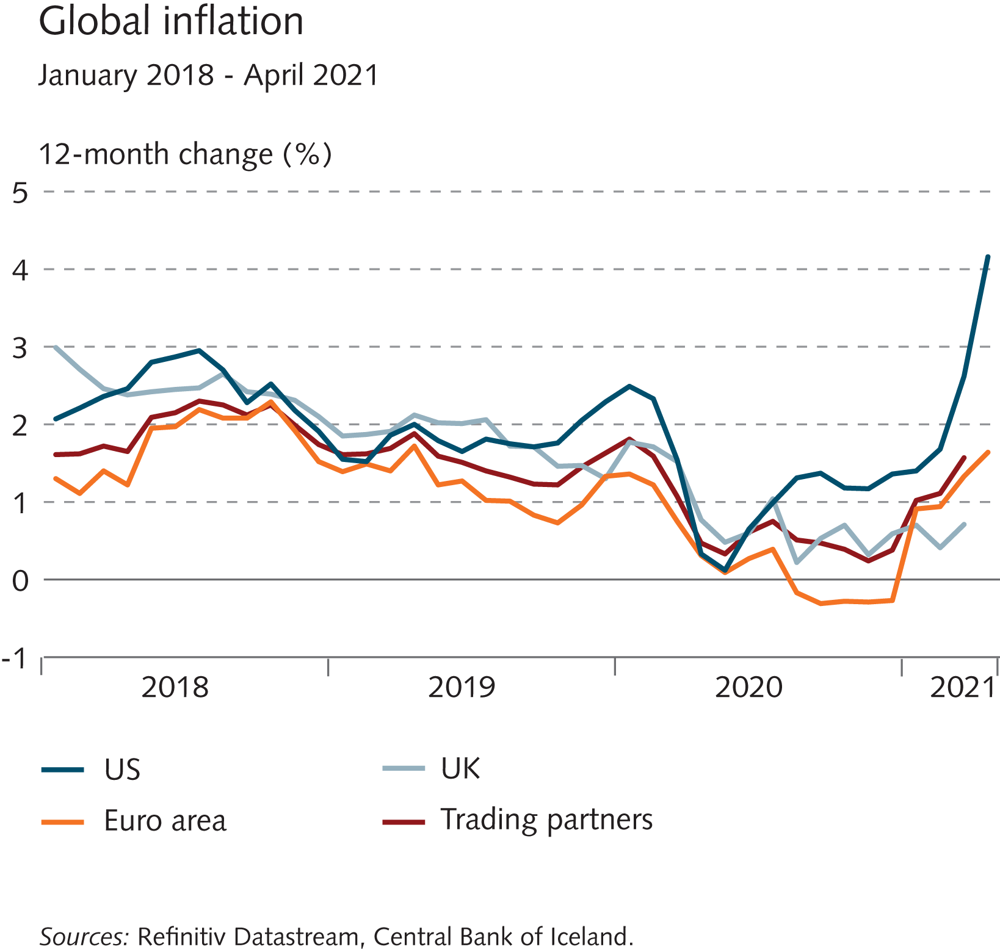 Global inflation
January 2018 - April 2021
12-month change (%)
5
4
3
2
1
0
-1
2018 2019 2020 2021
US UK
Euro area Trading partners
Sources: Refinitiv Datastream, Central Bank of Iceland.